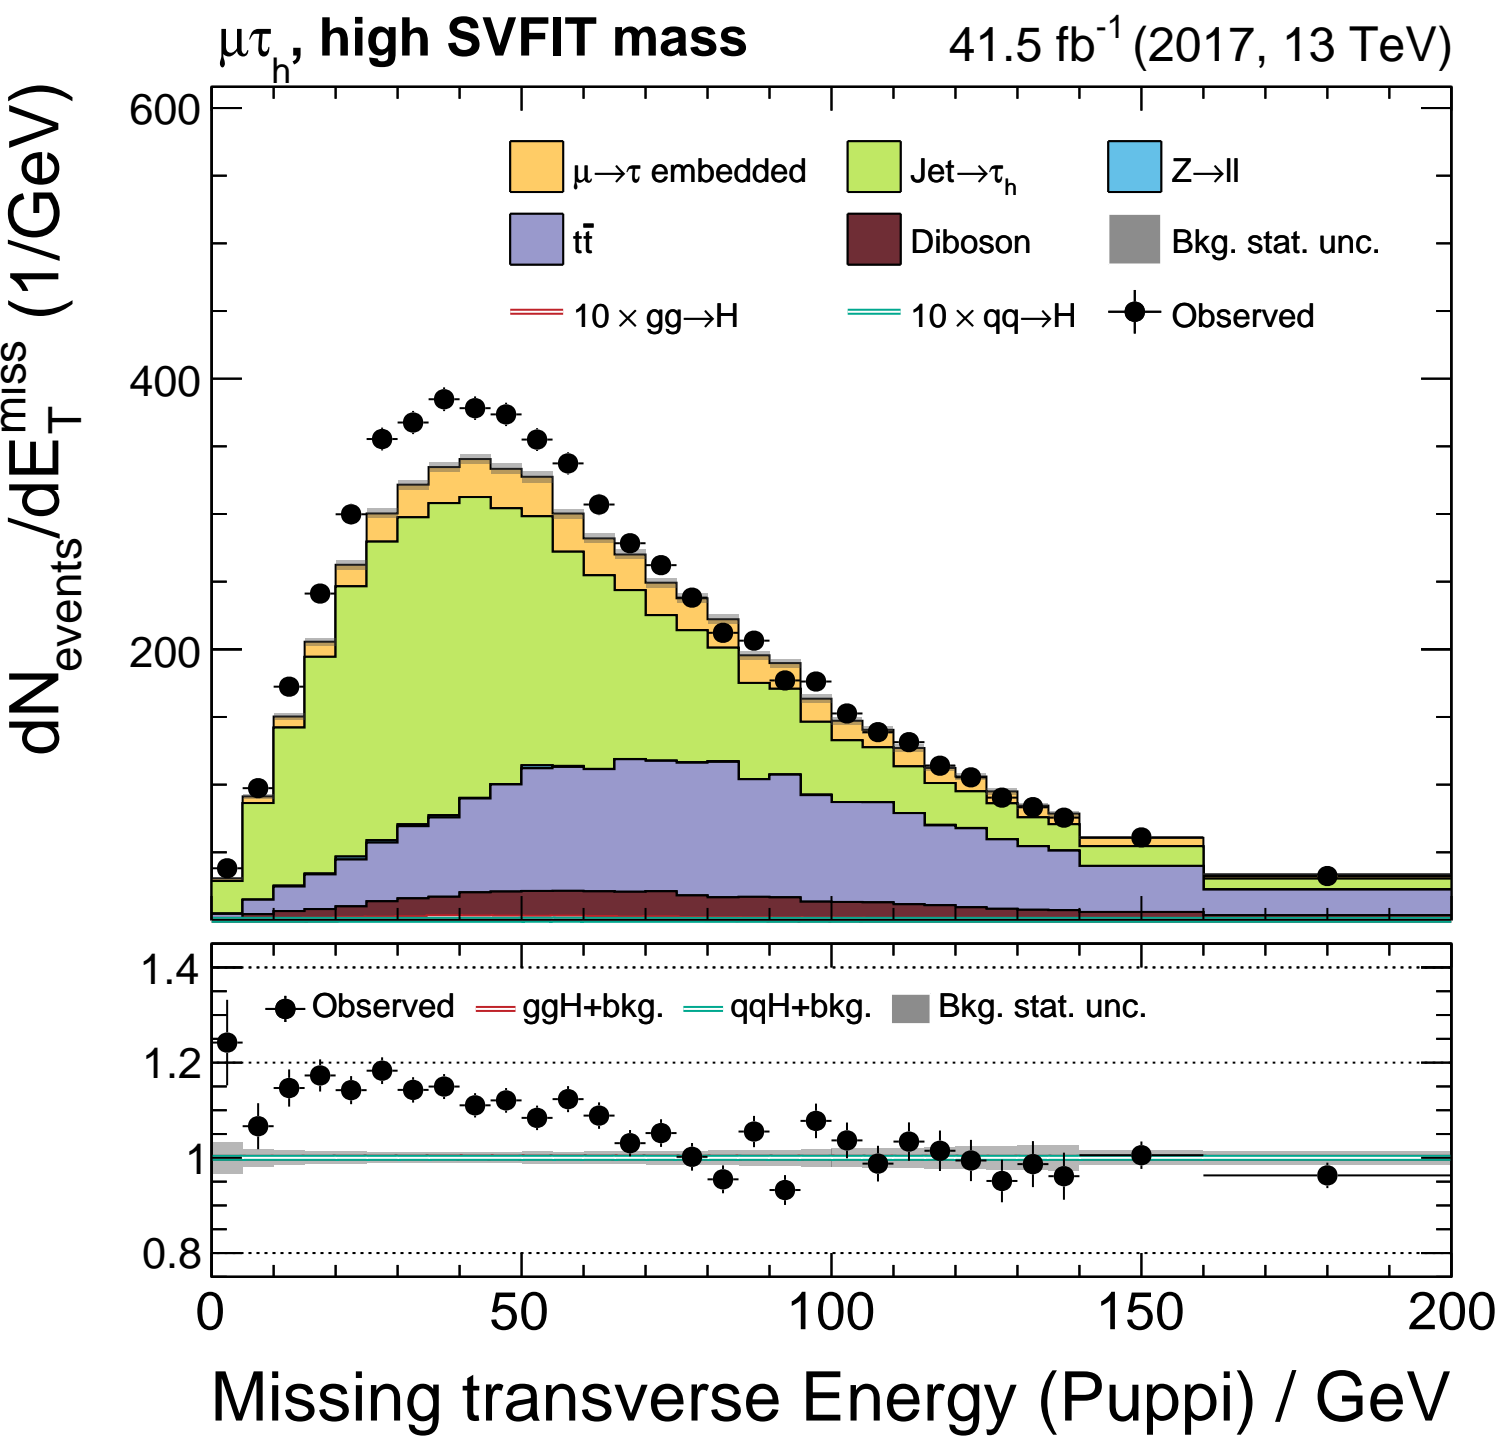 μτh, high SVFIT mass
41.5 fb-1 (2017, 13 TeV)
dNevents/dETmiss (1/GeV)
600
400
200
μ→τ embedded
Jet→τh
Z→ll
tt̄
Diboson
Bkg. stat. unc.
10 × gg→H
10 × qq→H
Observed
1.4
1.2
1
0.8
Observed
ggH+bkg.
qqH+bkg.
Bkg. stat. unc.
0
50
100
150
200
Missing transverse Energy (Puppi) / GeV